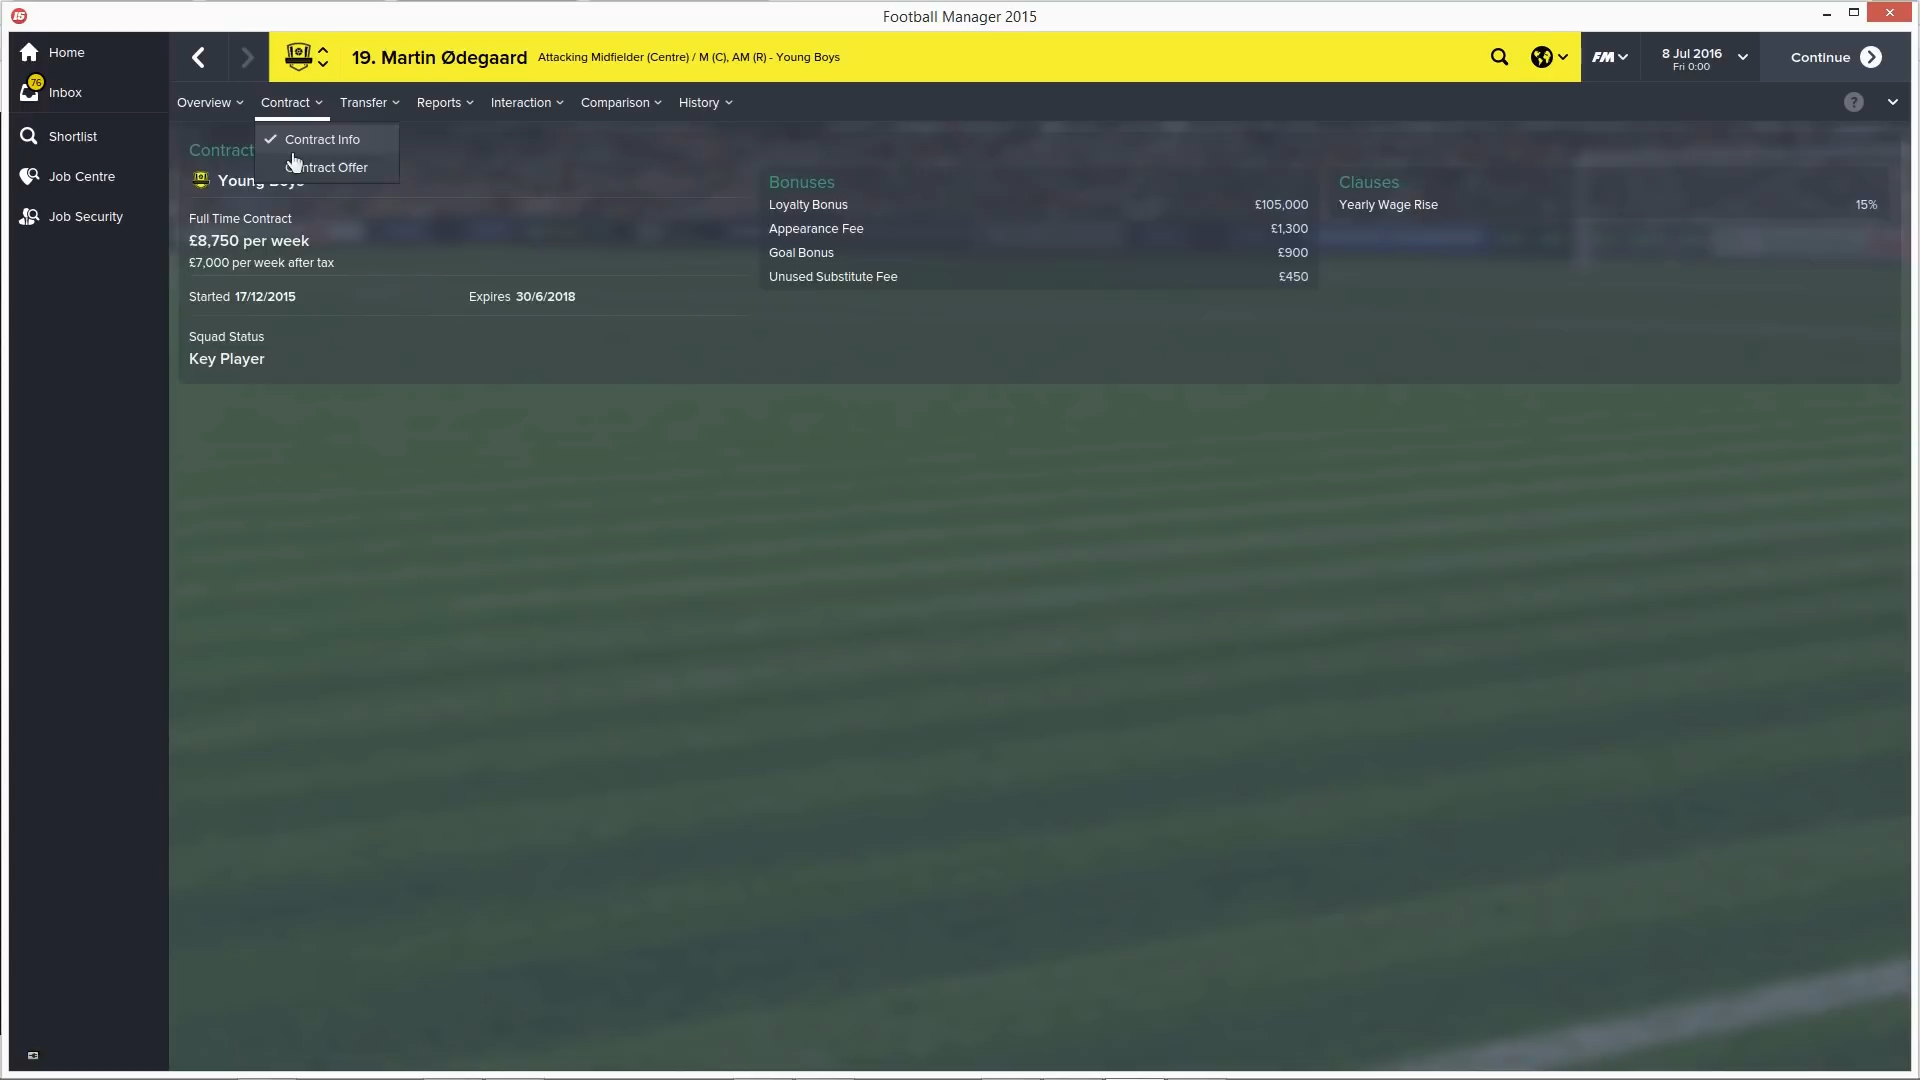 Football Manager 2015
Home
76
Inbox
Shortlist
Job Centre
Job Security
19. Martin Ødegaard Attacking Midfielder (Centre) / M (C), AM (R) - Young Boys
FM
8 Jul 2016
Fri 0:00
Continue
Overview Contract Transfer Reports Interaction Comparison History
?
Contract Info
Contract
Offer
Young
Full Time Contract
£8,750 per week
£7,000 per week after tax
Started 17/12/2015 Expires 30/6/2018
Squad Status
Key Player
Bonuses
Loyalty Bonus £105,000
Appearance Fee £1,300
Goal Bonus £900
Unused Substitute Fee £450
Clauses
Yearly Wage Rise 15%